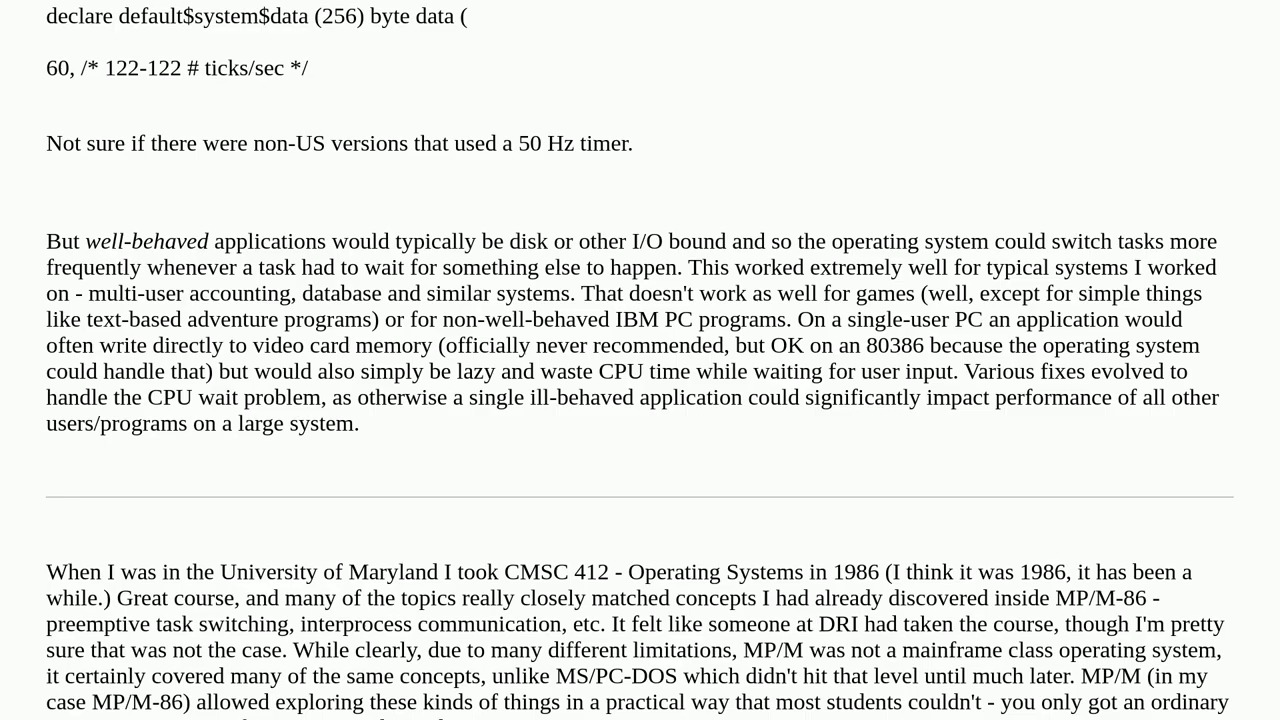 declare default$system$data (256) byte data (
60, /* 122-122 # ticks/sec */
Not sure if there were non-US versions that used a 50 Hz timer.
But well-behaved applications would typically be disk or other I/O bound and so the operating system could switch tasks more
frequently whenever a task had to wait for something else to happen. This worked extremely well for typical systems I worked
on - multi-user accounting, database and similar systems. That doesn't work as well for games (well, except for simple things
like text-based adventure programs) or for non-well-behaved IBM PC programs. On a single-user PC an application would
often write directly to video card memory (officially never recommended, but OK on an 80386 because the operating system
could handle that) but would also simply be lazy and waste CPU time while waiting for user input. Various fixes evolved to
handle the CPU wait problem, as otherwise a single ill-behaved application could significantly impact performance of all other
users/programs on a large system.
When I was in the University of Maryland I took CMSC 412 - Operating Systems in 1986 (I think it was 1986, it has been a
while.) Great course, and many of the topics really closely matched concepts I had already discovered inside MP/M-86 -
preemptive task switching, interprocess communication, etc. It felt like someone at DRI had taken the course, though I'm pretty
sure that was not the case. While clearly, due to many different limitations, MP/M was not a mainframe class operating system,
it certainly covered many of the same concepts, unlike MS/PC-DOS which didn't hit that level until much later. MP/M (in my
case MP/M-86) allowed exploring these kinds of things in a practical way that most students couldn't - you only got an ordinary